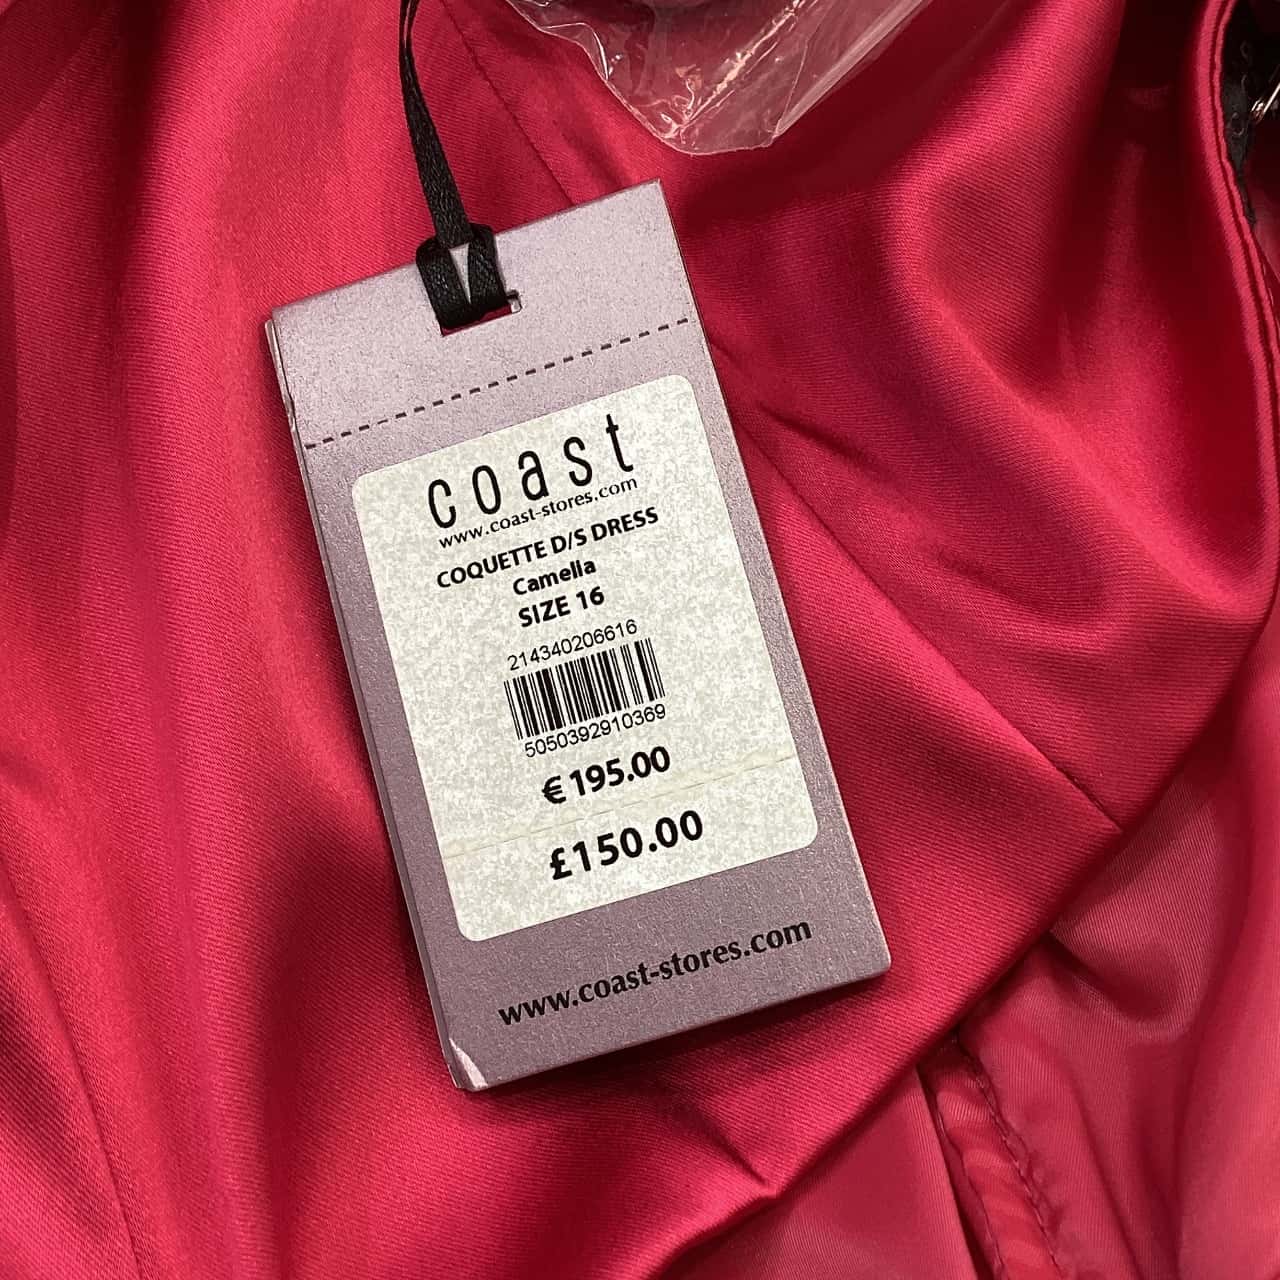 coast
www.coast-stores.com
COQUETTE D/S DRESS
Camella
SIZE 16
214340206616
5050392910369
€ 195.00
£150.00
www.coast-stores.com